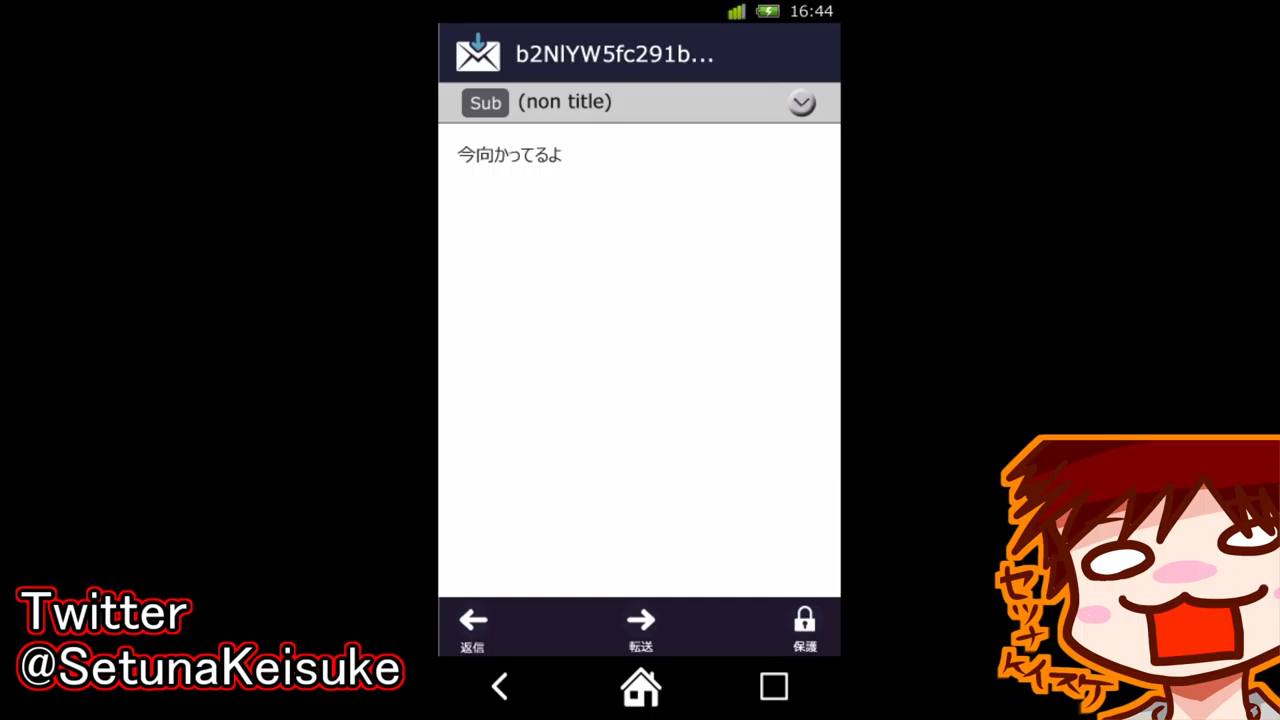 16:44
b2NlYW5fc291b...
Sub (non title)
今向かってるよ
返信 転送 保護
Twitter
@SetunaKeisuke
セツナ
ケイスケ